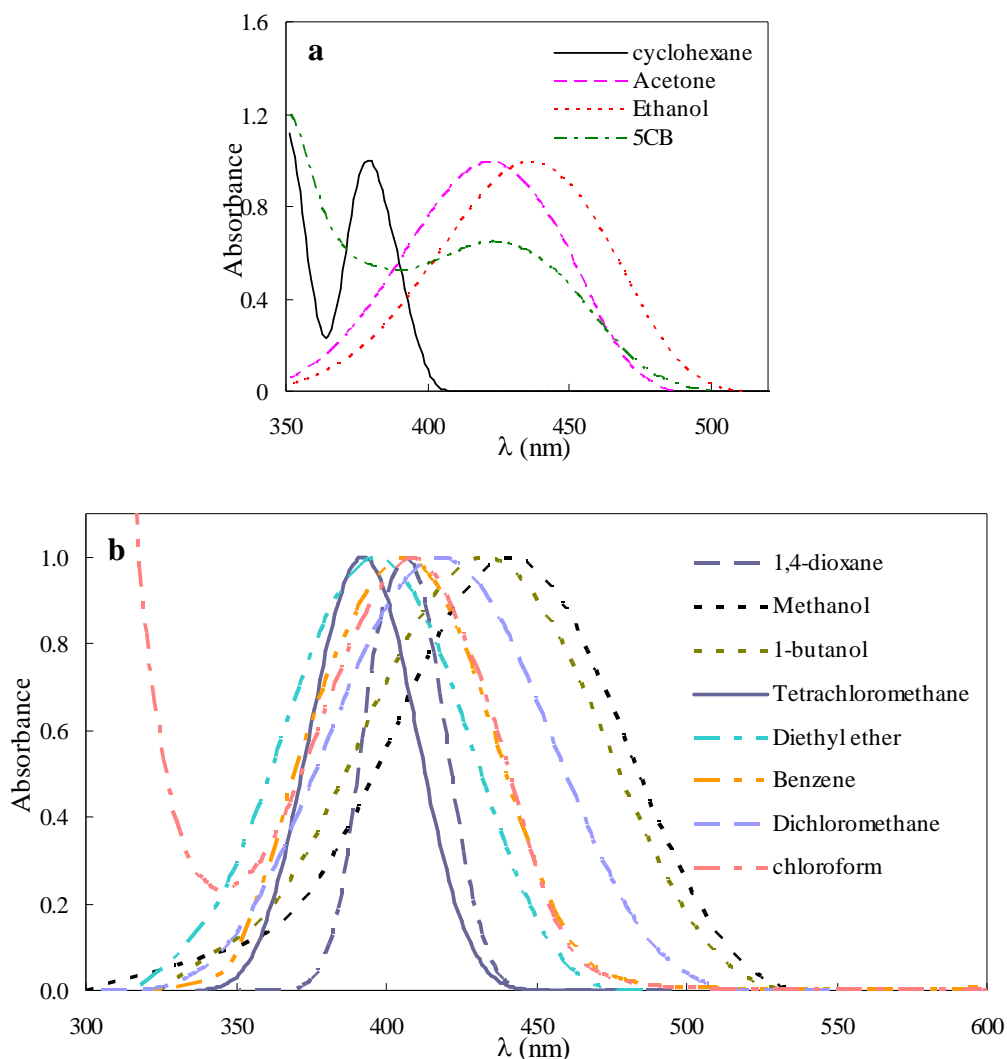 a
1.6
1.2
0.8
0.4
0
Absorbance
cyclohexane
Acetone
Ethanol
5CB
350 400 450 500
λ (nm)
b
1.0
0.8
0.6
0.4
0.2
0.0
Absorbance
1,4-dioxane
Methanol
1-butanol
Tetrachloromethane
Diethyl ether
Benzene
Dichloromethane
chloroform
300 350 400 450 500 550 600
λ (nm)